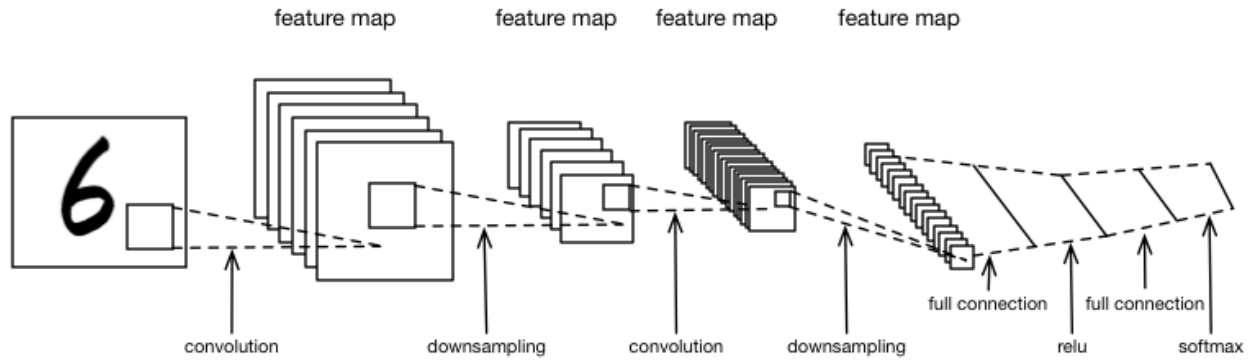 feature map feature map feature map feature map
6
full connection full connection
convolution downsampling convolution downsampling relu softmax